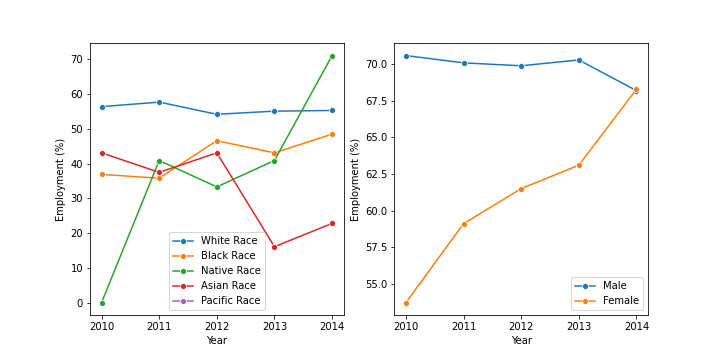 70
60
50
40
30
20
10
0
Employment (%)
2010 2011 2012 2013 2014
Year
White Race
Black Race
Native Race
Asian Race
Pacific Race
70.0
67.5
65.0
62.5
60.0
57.5
55.0
Employment (%)
2010 2011 2012 2013 2014
Year
Male
Female